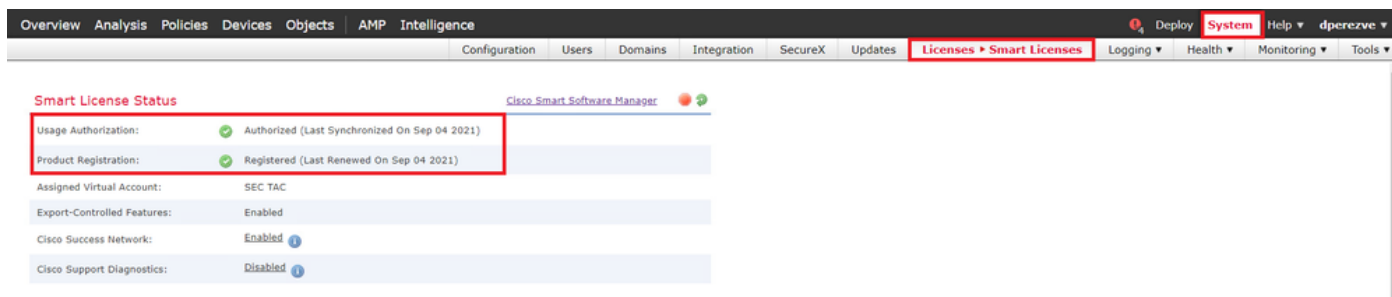 Overview Analysis Policies Devices Objects AMP Intelligence 4 Deploy System Help ▾ dperezve ▾
Configuration Users Domains Integration SecureX Updates Licenses ▸ Smart Licenses Logging ▾ Health ▾ Monitoring ▾ Tools ▾
Smart License Status Cisco Smart Software Manager
Usage Authorization: Authorized (Last Synchronized On Sep 04 2021)
Product Registration: Registered (Last Renewed On Sep 04 2021)
Assigned Virtual Account: SEC TAC
Export-Controlled Features: Enabled
Cisco Success Network: Enabled
Cisco Support Diagnostics: Disabled